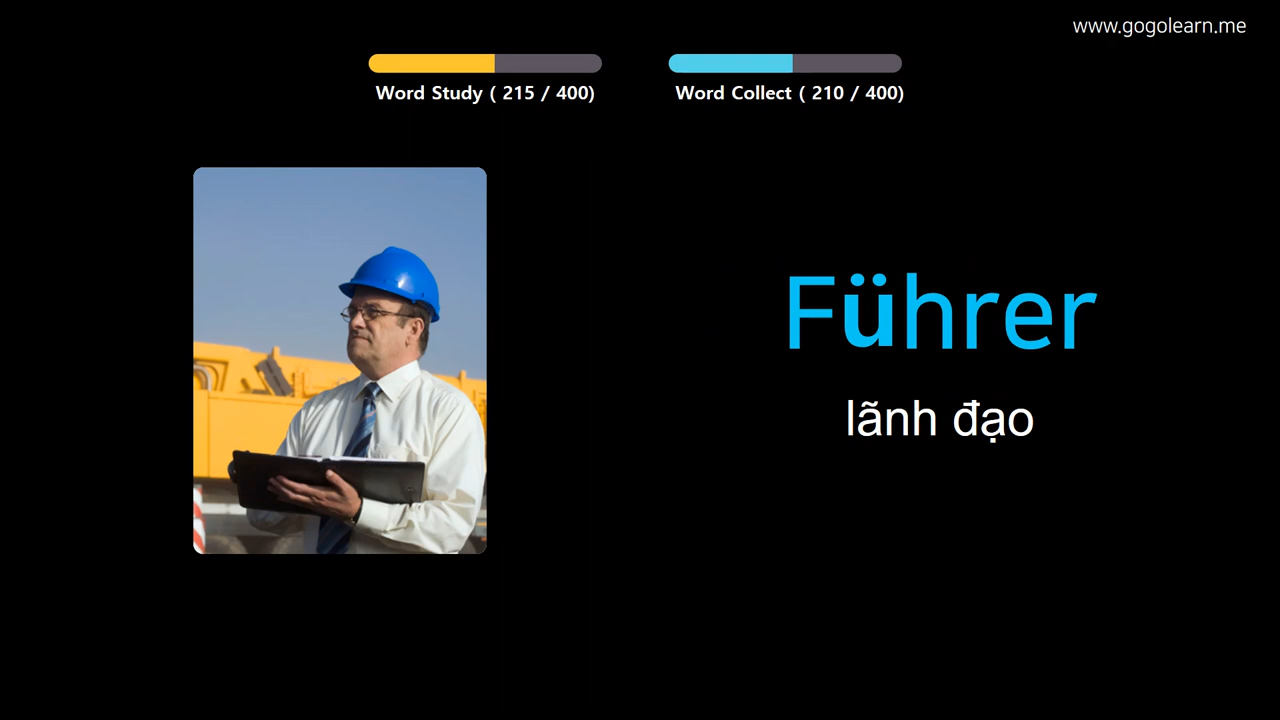 www.gogolearn.me
Word Study ( 215 / 400)
Word Collect ( 210 / 400)
Führer
lãnh đạo